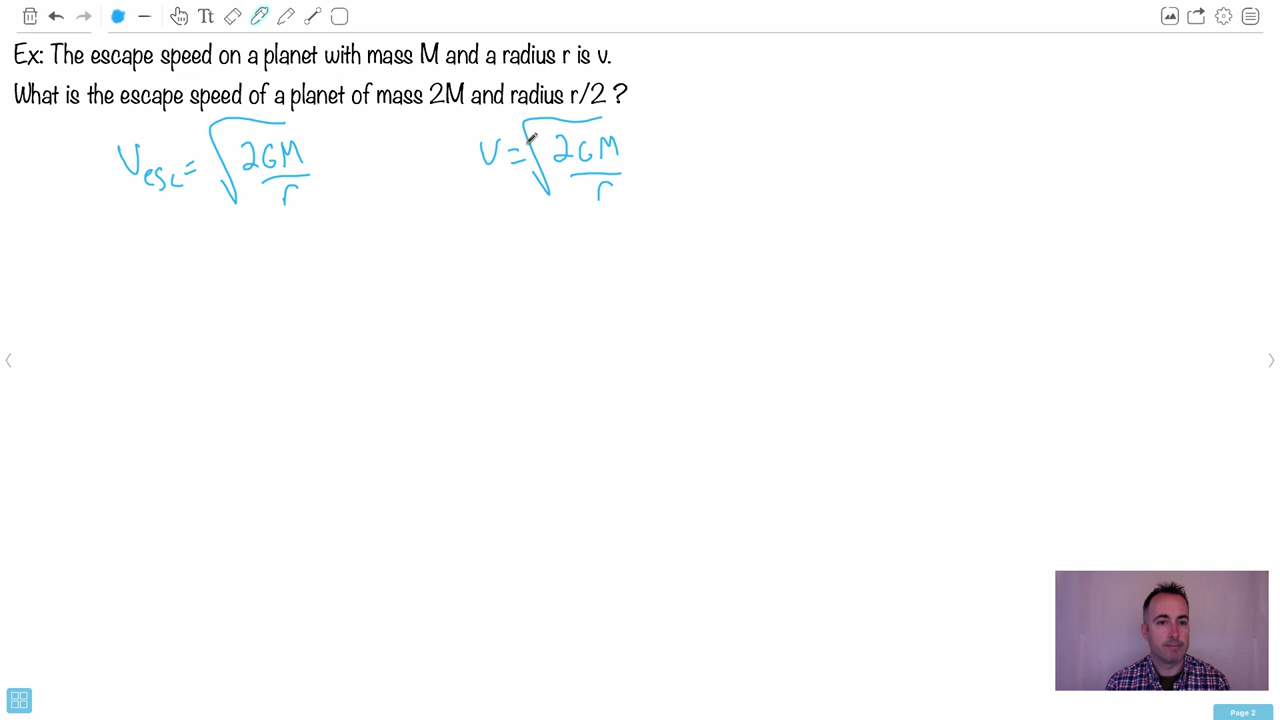 Tt
Ex: The escape speed on a planet with mass M and a radius r is v.
What is the escape speed of a planet of mass 2M and radius r/2 ?
Vesc = √2GM/r V = √2GM/r
Page 2